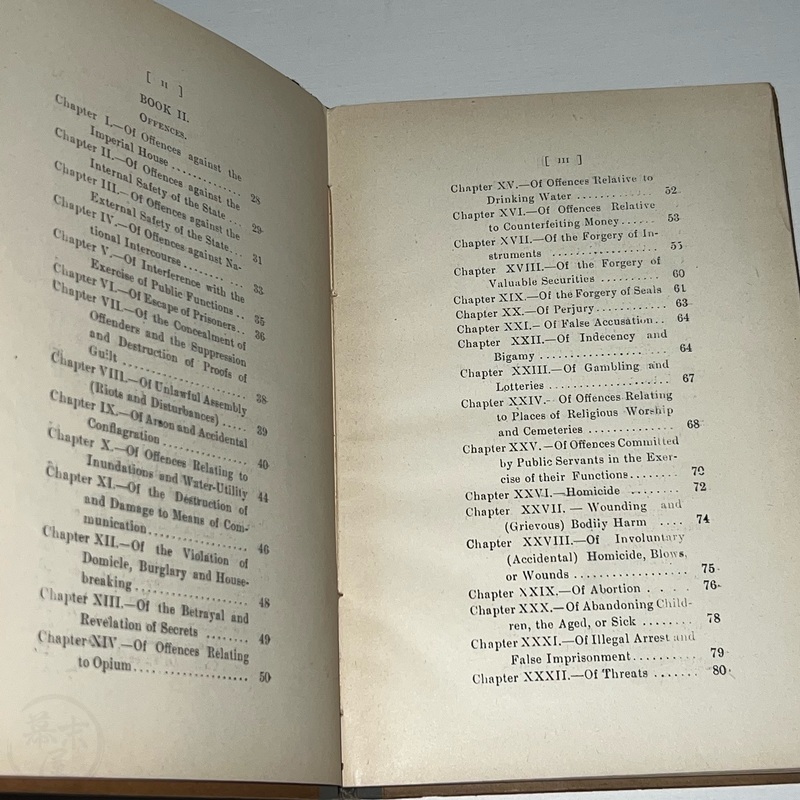 [ II ]
BOOK II.
OFFENCES.
Chapter I.—Of Offences against the
Imperial House ............. 28
Chapter II.—Of Offences against the
Internal Safety of the State ... 29
Chapter III.—Of Offences against the
External Safety of the State... 31
Chapter IV.—Of Offences against Na-
tional Intercourse.......... 33
Chapter V.—Of Interference with the
Exercise of Public Functions .. 35
Chapter VI.—Of Escape of Prisoners.. 36
Chapter VII.—Of the Concealment of
Offenders and the Suppression
and Destruction of Proofs of
Guilt ..................... 38
Chapter VIII.—Of Unlawful Assembly
(Riots and Disturbances) ..... 39
Chapter IX.—Of Arson and Accidental
Conflagration ............. 40
Chapter X.—Of Offences Relating to
Inundations and Water-Utility 44
Chapter XI.—Of the Destruction of
and Damage to Means of Com-
munication................ 46
Chapter XII.—Of the Violation of
Domicile, Burglary and House-
breaking .................. 48
Chapter XIII.—Of the Betrayal and
Revelation of Secrets ........ 49
Chapter XIV—Of Offences Relating
to Opium.................. 50
[ III ]
Chapter XV.—Of Offences Relative to
Drinking Water ............ 52
Chapter XVI.—Of Offences Relative
to Counterfeiting Money...... 53
Chapter XVII.—Of the Forgery of In-
struments .................. 55
Chapter XVIII.—Of the Forgery of
Valuable Securities .......... 60
Chapter XIX.—Of the Forgery of Seals 61
Chapter XX.—Of Perjury............ 63
Chapter XXI.—Of False Accusation.. 64
Chapter XXII.—Of Indecency and
Bigamy .................... 64
Chapter XXIII.—Of Gambling and
Lotteries ................... 67
Chapter XXIV.—Of Offences Relating
to Places of Religious Worship
and Cemeteries ............. 68
Chapter XXV.—Of Offences Committed
by Public Servants in the Exer-
cise of their Functions........ 70
Chapter XXVI.—Homicide ........ 72
Chapter XXVII. — Wounding and
(Grievous) Bodily Harm .... 74
Chapter XXVIII.—Of Involuntary
(Accidental) Homicide, Blows,
or Wounds ................ 75
Chapter XXIX.—Of Abortion .... 76
Chapter XXX.—Of Abandoning Child-
ren, the Aged, or Sick ........ 78
Chapter XXXI.—Of Illegal Arrest and
False Imprisonment.......... 79
Chapter XXXII.—Of Threats ....... 80
幕末屋